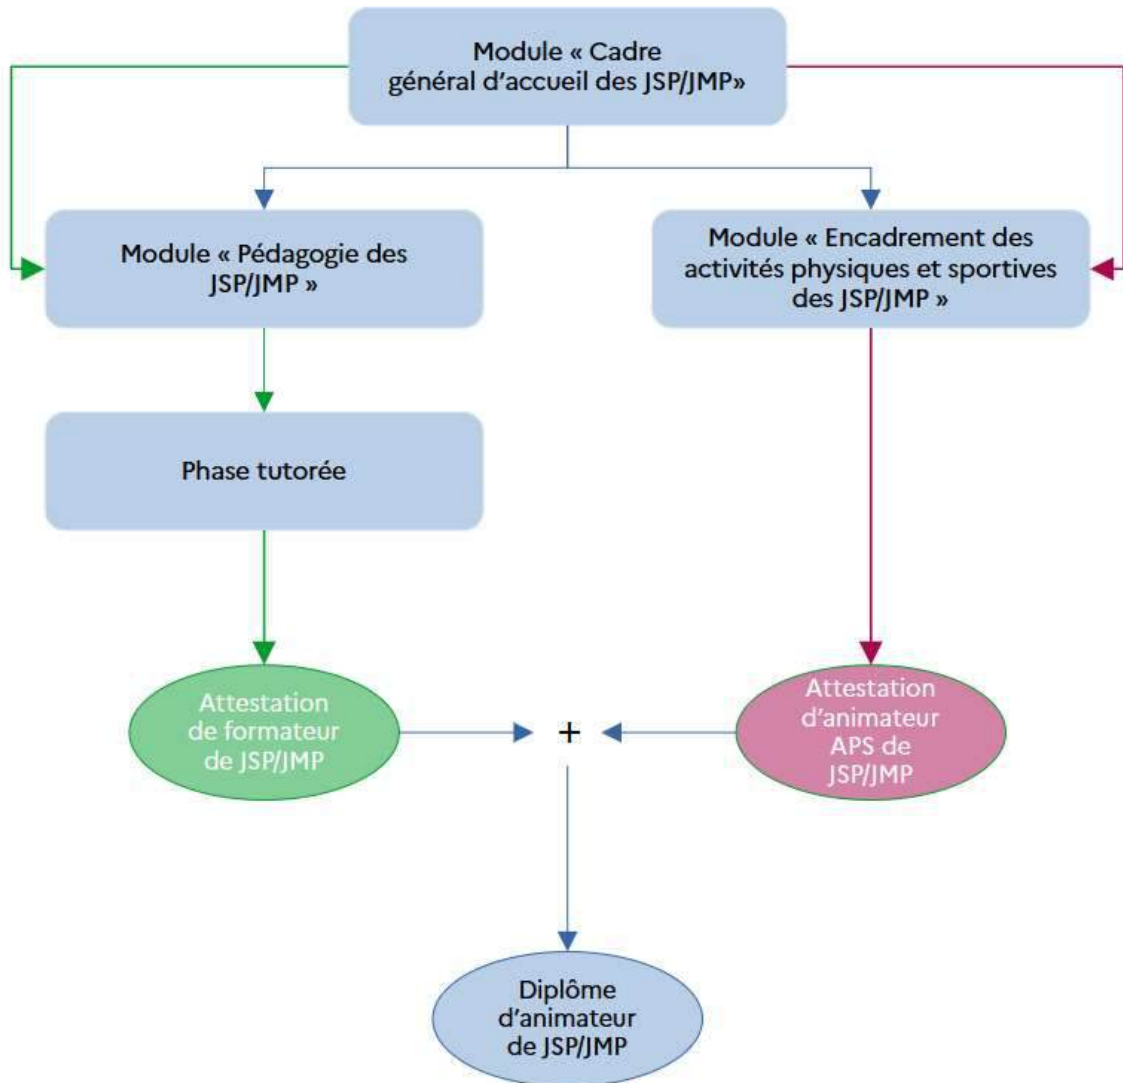 Module « Cadre
général d'accueil des JSP/JMP»
Module « Pédagogie des
JSP/JMP »
Module « Encadrement des
activités physiques et sportives
des JSP/JMP »
Phase tutorée
Attestation
de formateur
de JSP/JMP
+
Attestation
d'animateur
APS de
JSP/JMP
Diplôme
d'animateur
de JSP/JMP